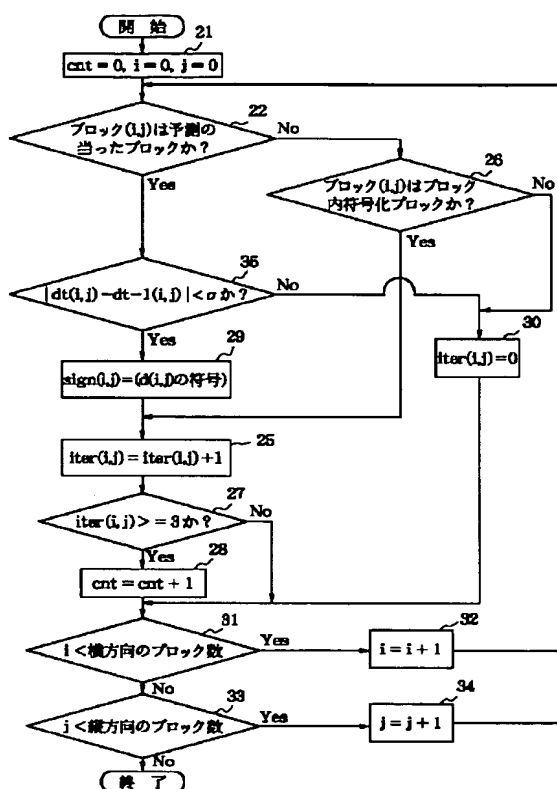 開始
21
cnt=0, i=0, j=0
22
ブロック(i,j)は予測の
当ったブロックか?
No
Yes
26
ブロック(i,j)はブロック
内符号化ブロックか?
No
Yes
35
|dt(i,j)-dt-1(i,j)|<σか?
No
Yes
30
iter(i,j)=0
29
sign(i,j)=(d(i,j)の符号)
25
iter(i,j)=iter(i,j)+1
27
iter(i,j)>=3か?
No
Yes
28
cnt=cnt+1
31
i<横方向のブロック数
Yes
32
i=i+1
No
33
j<縦方向のブロック数
Yes
34
j=j+1
No
終了